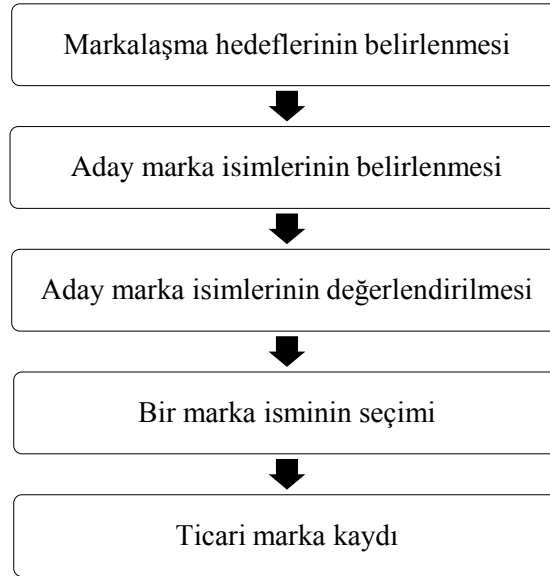 Markalaşma hedeflerinin belirlenmesi
Aday marka isimlerinin belirlenmesi
Aday marka isimlerinin değerlendirilmesi
Bir marka isminin seçimi
Ticari marka kaydı